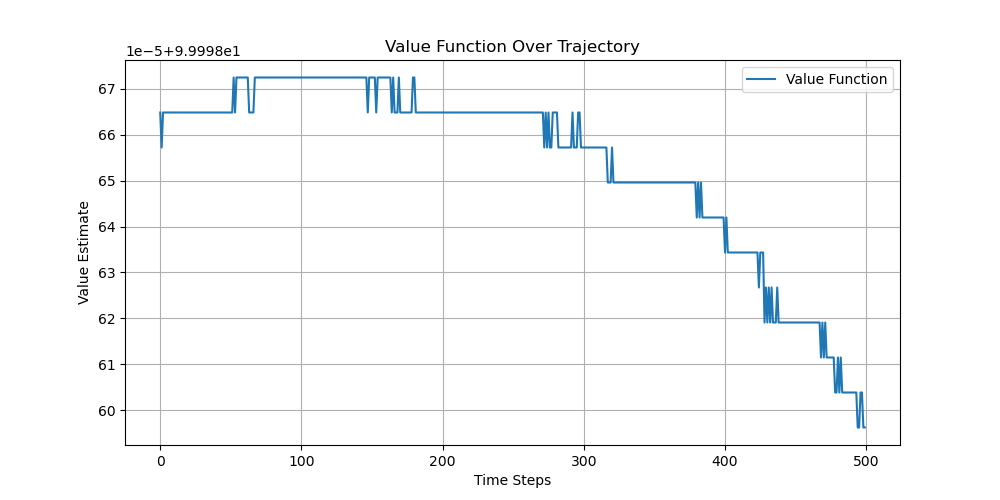 Value Function Over Trajectory
1e−5+9.9998e1
Value Function
67
66
65
64
63
62
61
60
Value Estimate
0 100 200 300 400 500
Time Steps